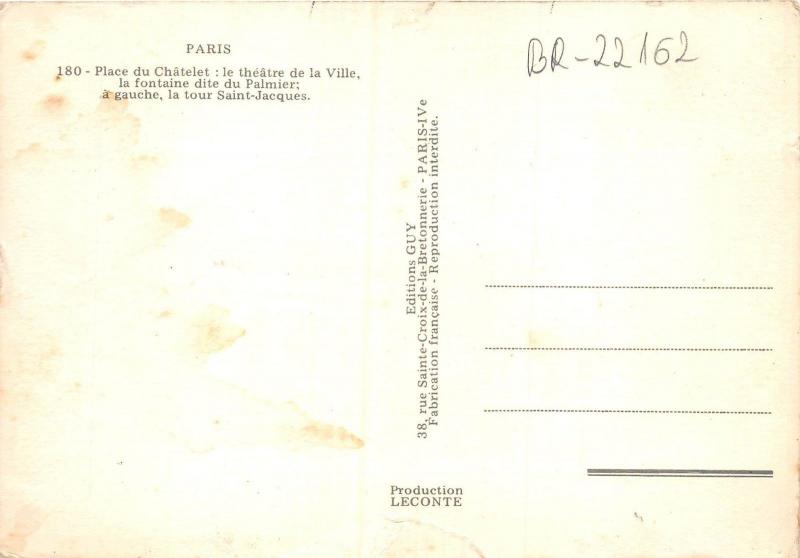 PARIS
180 - Place du Châtelet : le théâtre de la Ville,
la fontaine dite du Palmier;
à gauche, la tour Saint-Jacques.
BR-22162
Editions GUY
38, rue Sainte-Croix-de-la-Bretonnerie - PARIS-IVe
Fabrication française - Reproduction interdite.
Production
LECONTE